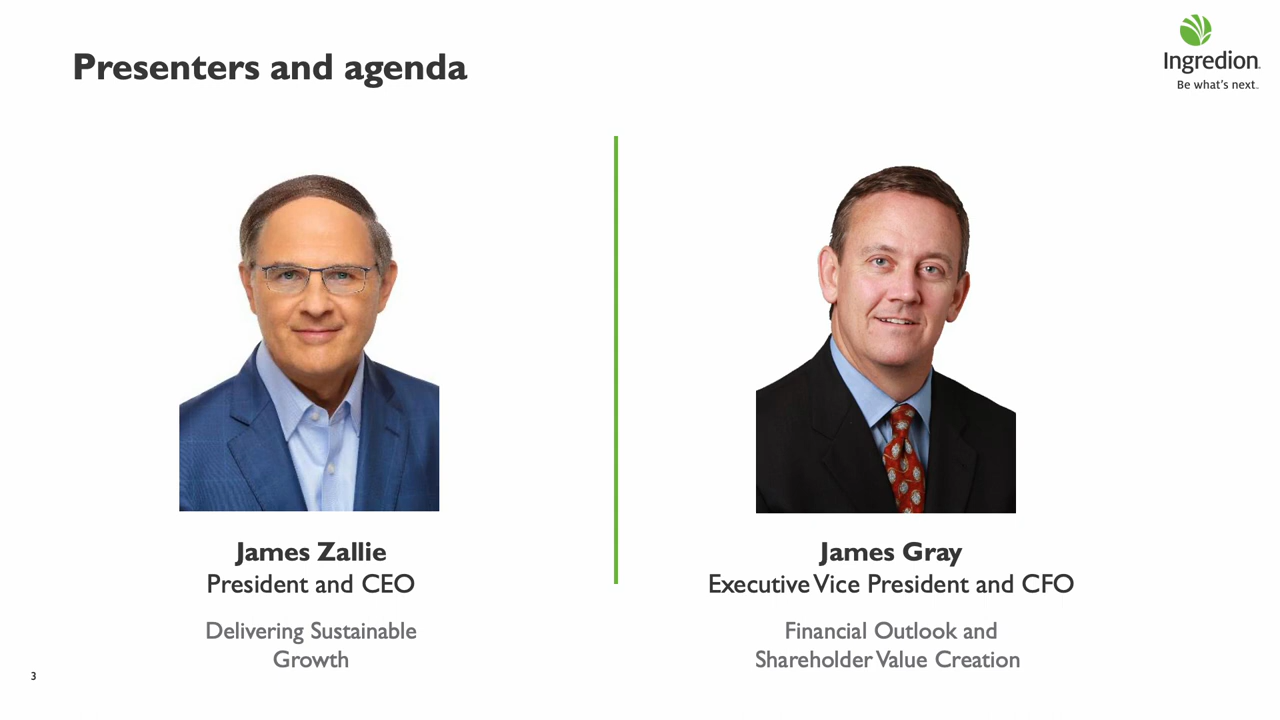 Presenters and agenda
Ingredion
Be what's next.
James Zallie
President and CEO
Delivering Sustainable
Growth
James Gray
Executive Vice President and CFO
Financial Outlook and
Shareholder Value Creation
3